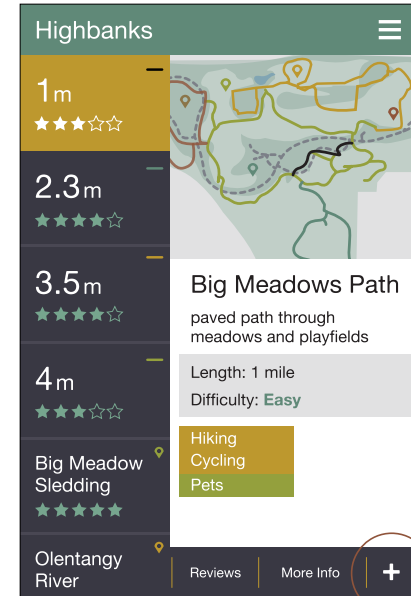 Highbanks
1m
2.3m
3.5m
4m
Big Meadow
Sledding
Olentangy
River
Big Meadows Path
paved path through
meadows and playfields
Length: 1 mile
Difficulty: Easy
Hiking
Cycling
Pets
Reviews
More Info
+